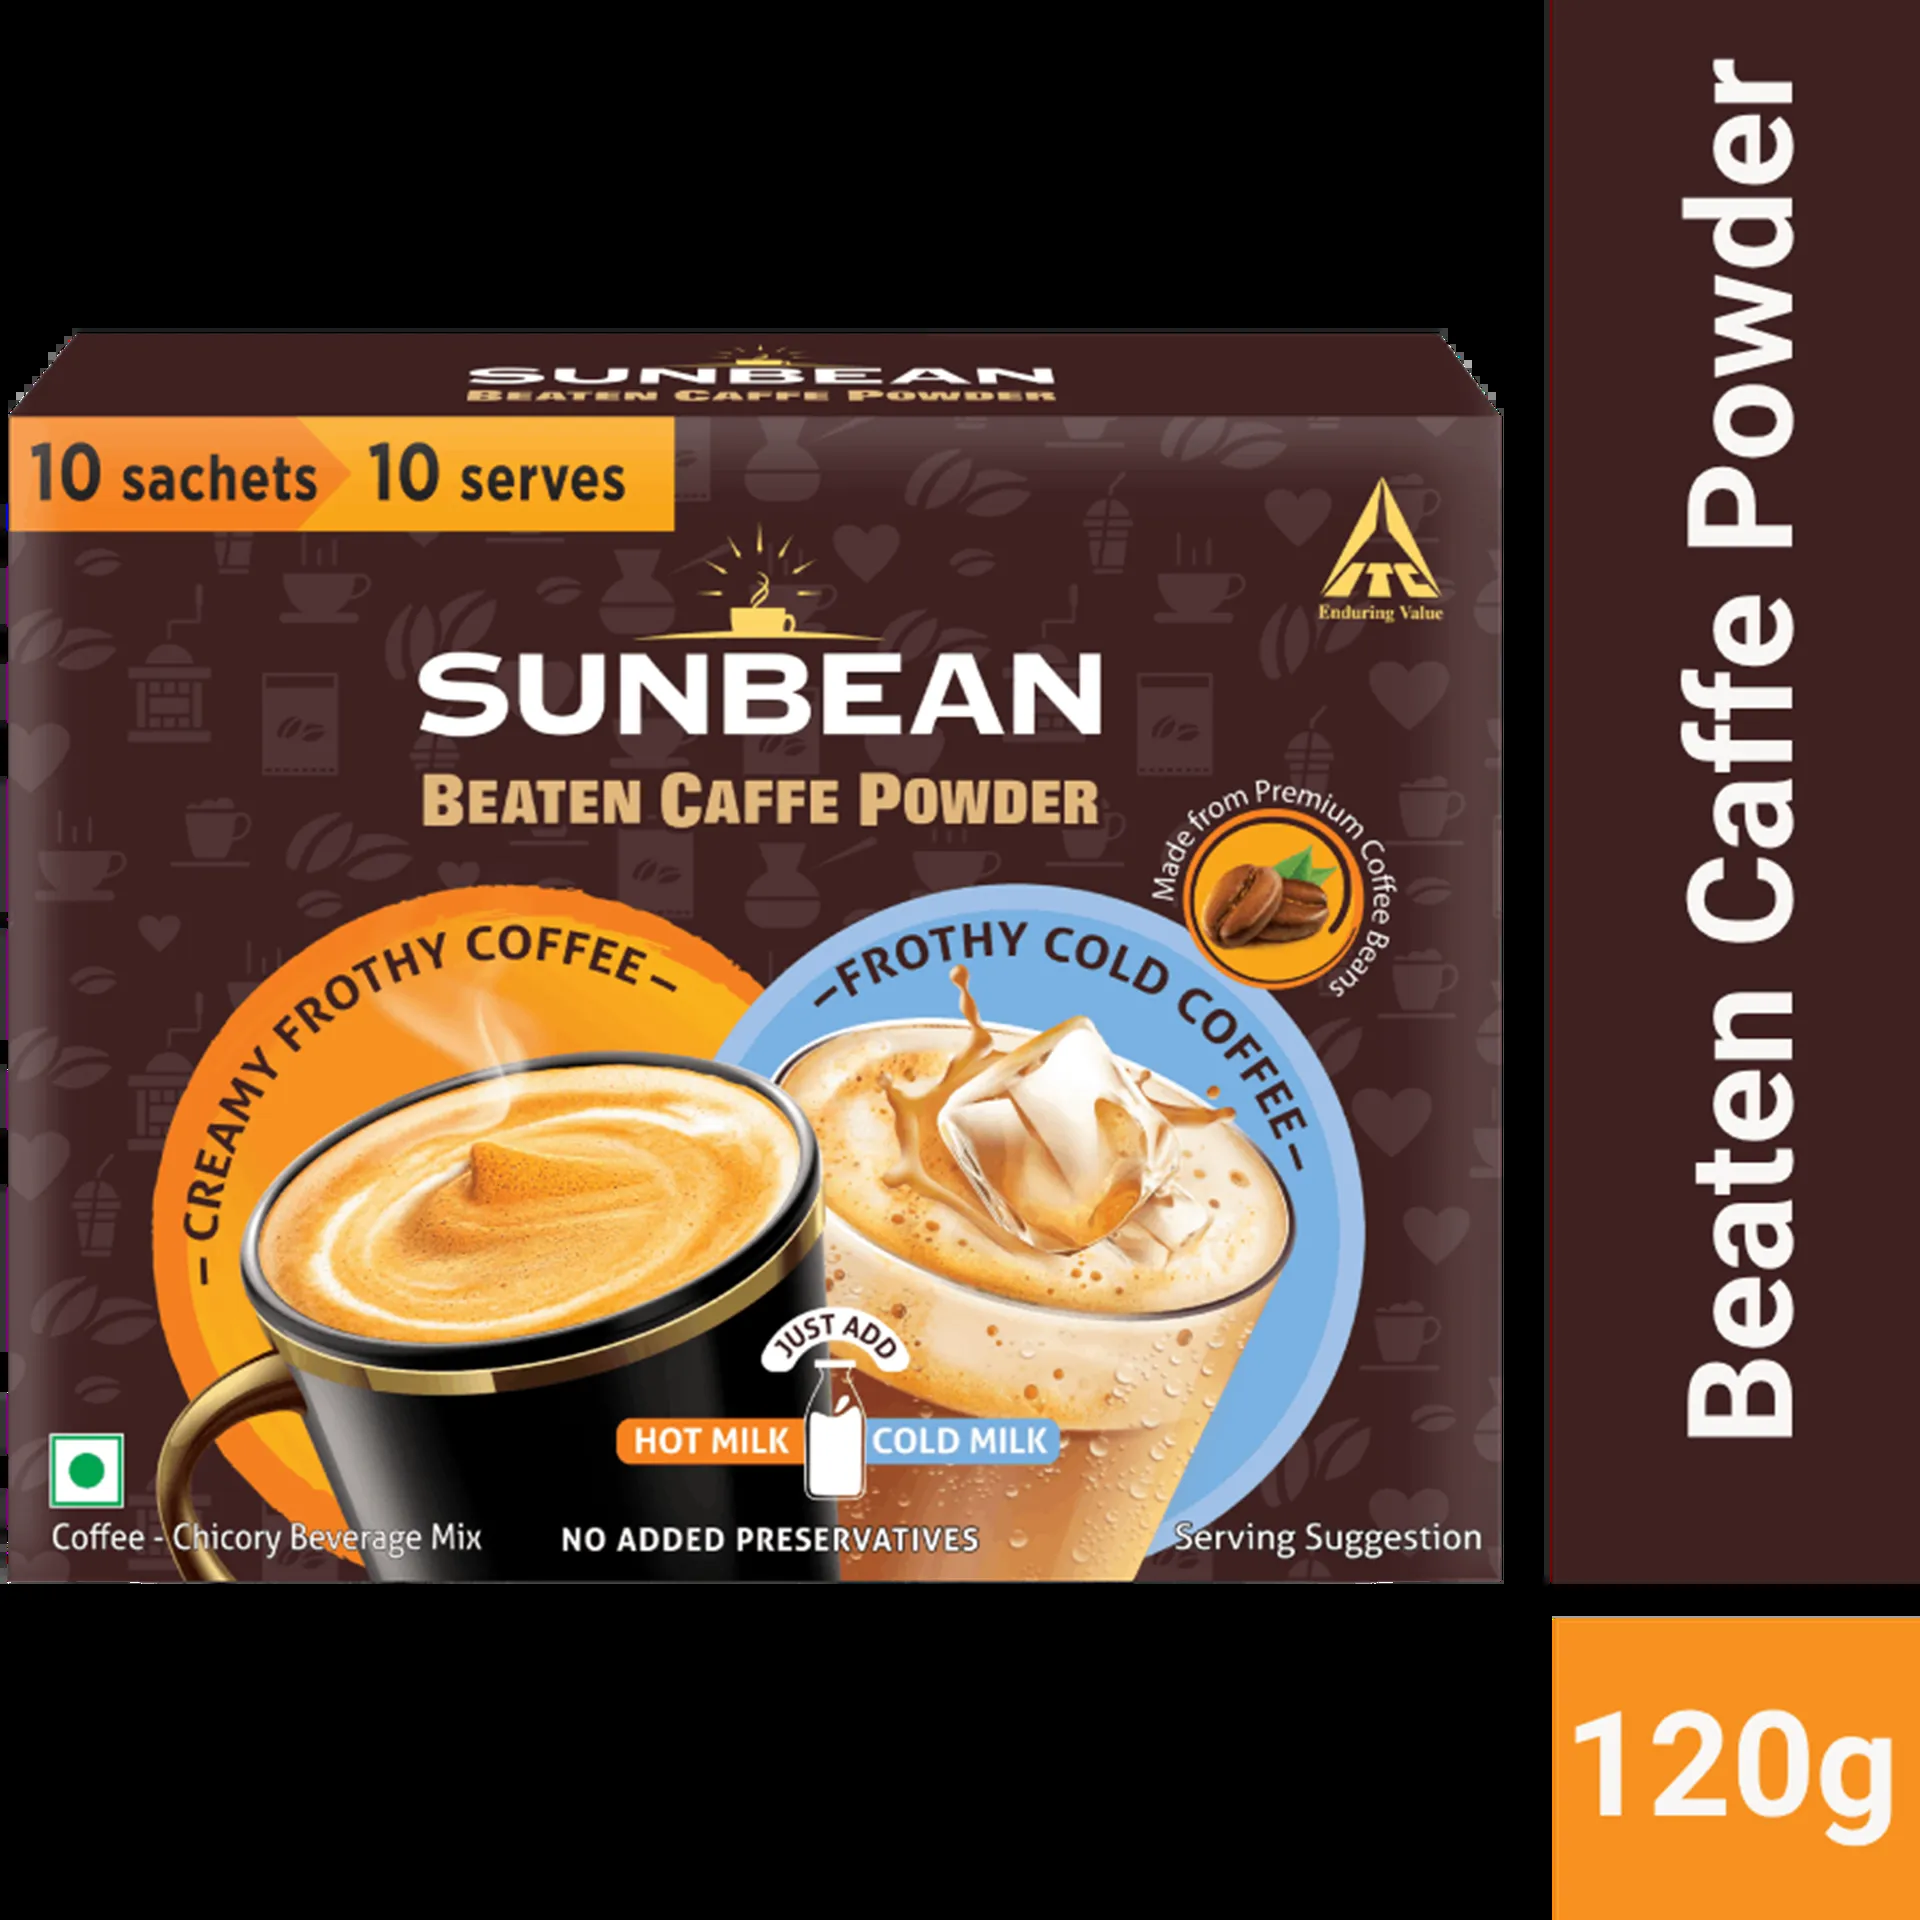 SUNBEAN
BEATEN CAFFE POWDER
10 sachets 10 serves
ITC
Enduring Value
SUNBEAN
BEATEN CAFFE POWDER
Made from Premium Coffee Beans
– CREAMY FROTHY COFFEE –
– FROTHY COLD COFFEE –
JUST ADD
HOT MILK COLD MILK
Coffee - Chicory Beverage Mix
NO ADDED PRESERVATIVES
Serving Suggestion
Beaten Caffe Powder
120g